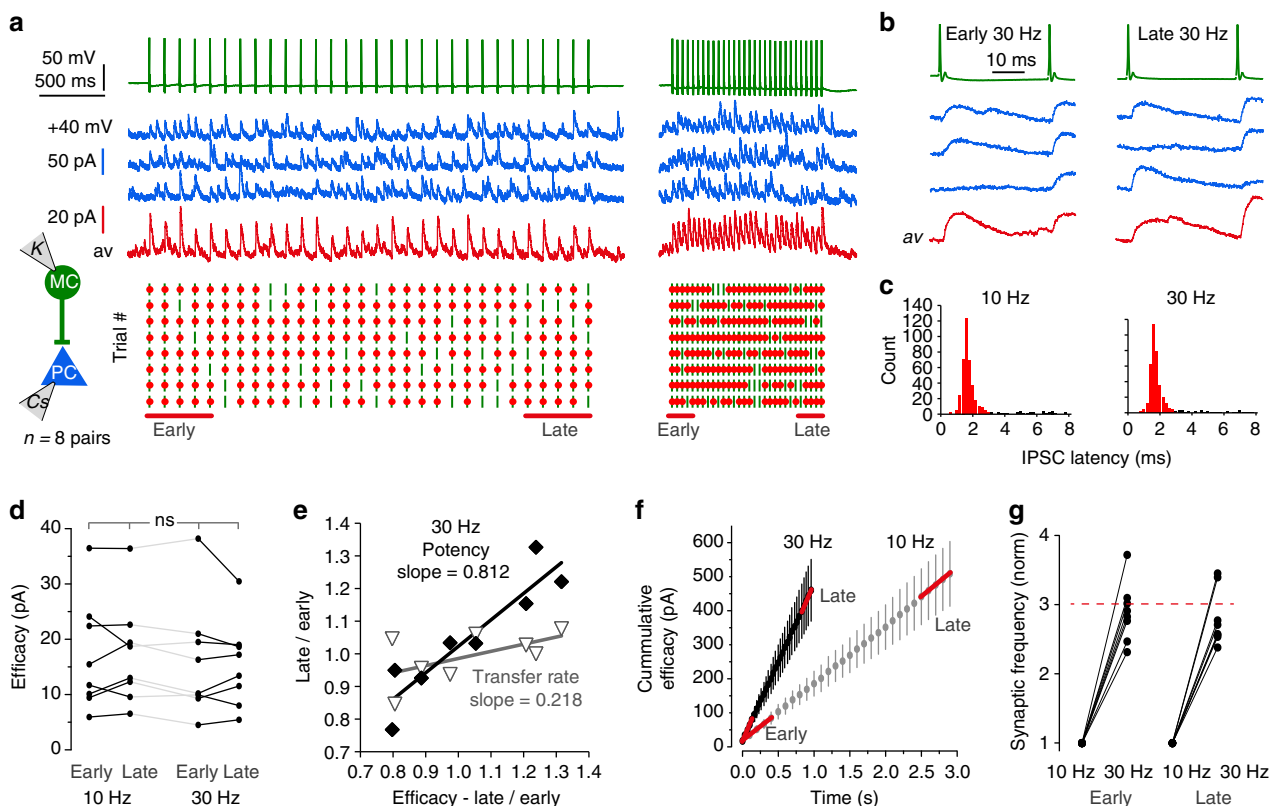 a
50 mV
500 ms
+40 mV
50 pA
20 pA
av
K
MC
PC
Cs
n = 8 pairs
Trial #
Early
Late
Early
Late
b
Early 30 Hz
Late 30 Hz
10 ms
av
c
10 Hz
30 Hz
Count
140
120
100
80
60
40
20
0
0 2 4 6 8
0 2 4 6 8
IPSC latency (ms)
d
ns
Efficacy (pA)
40
35
30
25
20
15
10
5
0
Early Late
Early Late
10 Hz
30 Hz
e
30 Hz
Potency
slope = 0.812
Transfer rate
slope = 0.218
Late / early
1.4
1.3
1.2
1.1
1.0
0.9
0.8
0.7
0.7 0.8 0.9 1.0 1.1 1.2 1.3 1.4
Efficacy - late / early
f
30 Hz
10 Hz
Late
Late
Early
Cummulative
efficacy (pA)
600
500
400
300
200
100
0
0.0 0.5 1.0 1.5 2.0 2.5 3.0
Time (s)
g
Synaptic frequency (norm)
4
3
2
1
10 Hz 30 Hz
10 Hz 30 Hz
Early
Late